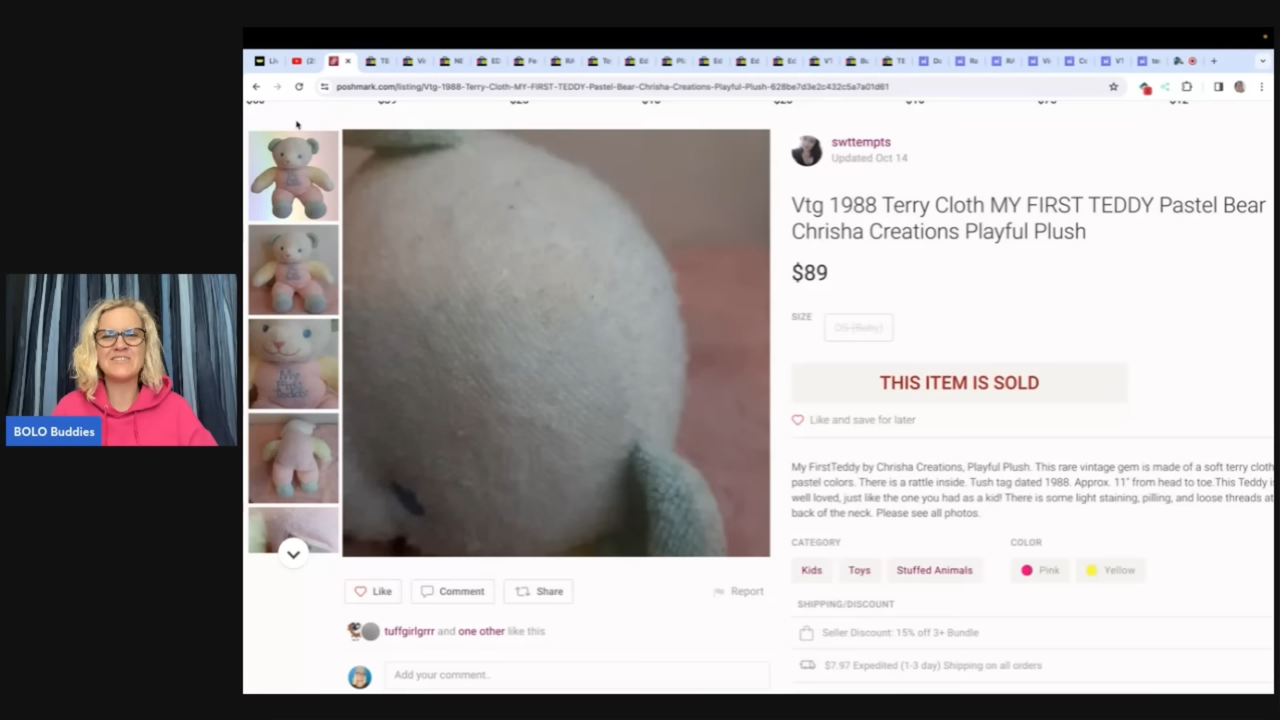 poshmark.com/listing/Vtg-1988-Terry-Cloth-MY-FIRST-TEDDY-Pastel-Bear-Chrisha-Creations-Playful-Plush-628be7d3e2c432c5a7a01d61
swttempts
Updated Oct 14
Vtg 1988 Terry Cloth MY FIRST TEDDY Pastel Bear
Chrisha Creations Playful Plush
$89
SIZE
OS (Baby)
THIS ITEM IS SOLD
Like and save for later
My FirstTeddy by Chrisha Creations, Playful Plush. This rare vintage gem is made of a soft terry cloth
pastel colors. There is a rattle inside. Tush tag dated 1988. Approx. 11" from head to toe.This Teddy i
well loved, just like the one you had as a kid! There is some light staining, pilling, and loose threads at
back of the neck. Please see all photos.
CATEGORY
COLOR
Kids
Toys
Stuffed Animals
Pink
Yellow
SHIPPING/DISCOUNT
Seller Discount: 15% off 3+ Bundle
$7.97 Expedited (1-3 day) Shipping on all orders
My
First
Teddy
Like
Comment
Share
Report
tuffgirlgrrr and one other like this
Add your comment..
BOLO Buddies